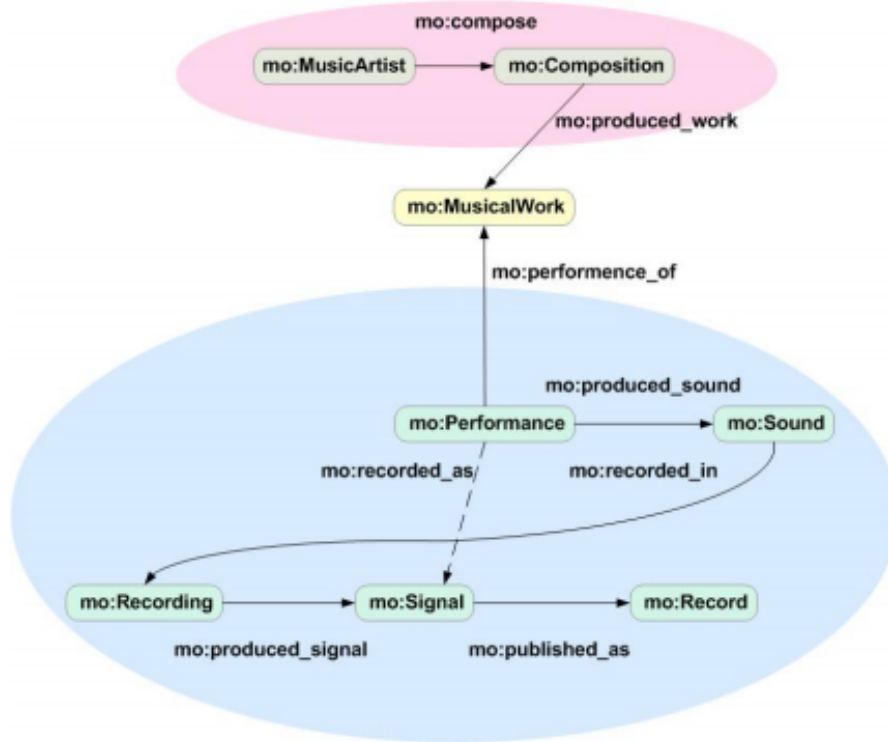 mo:compose
mo:MusicArtist mo:Composition
mo:produced_work
mo:MusicalWork
mo:performence_of
mo:produced_sound
mo:Performance mo:Sound
mo:recorded_as mo:recorded_in
mo:Recording mo:Signal mo:Record
mo:produced_signal mo:published_as